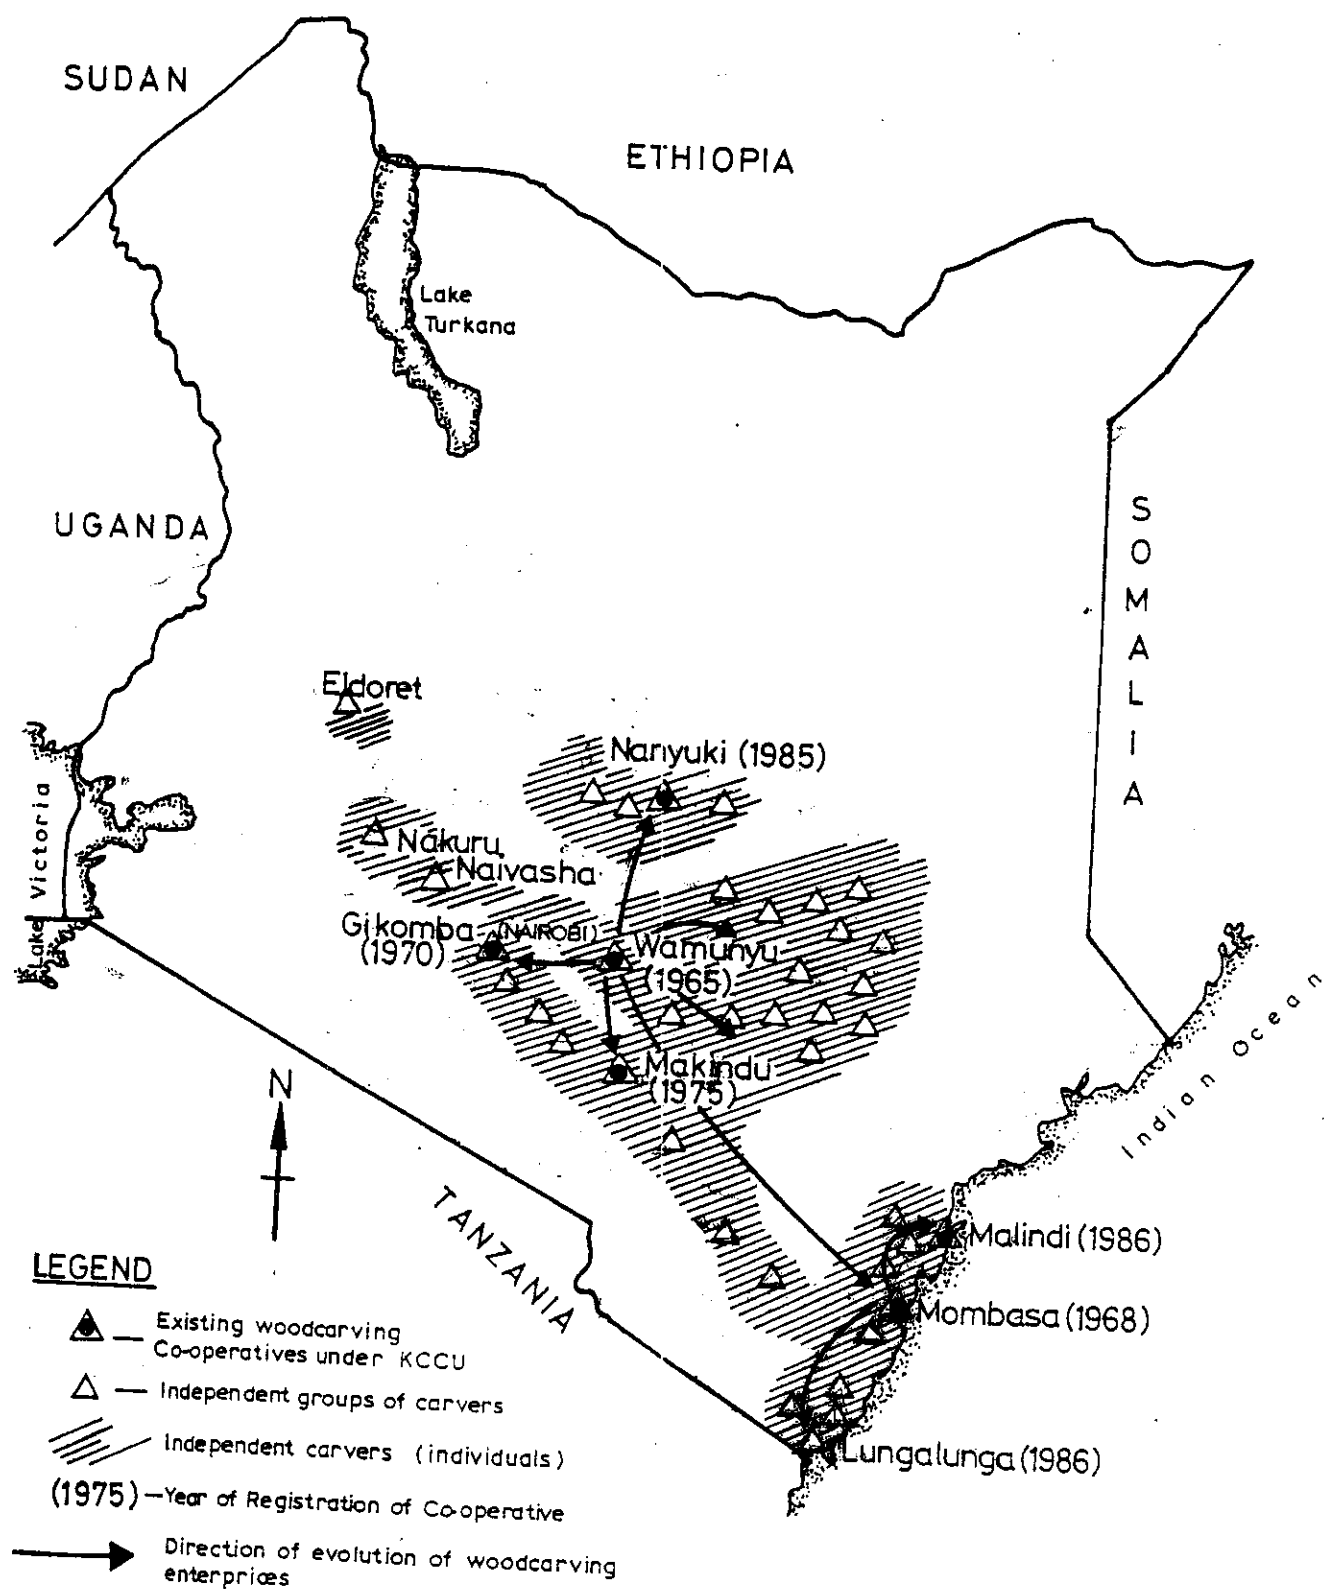 SUDAN
ETHIOPIA
Lake
Turkana
UGANDA
SOMALIA
Eldoret
Nanyuki (1985)
Nakuru
Naivasha
Lake Victoria
Gikomba (NAIROBI)
(1970)
Wamunyu
(1965)
Makindu
(1975)
Indian Ocean
N
TANZANIA
Malindi (1986)
Mombasa (1968)
Lungalunga (1986)
LEGEND
— Existing woodcarving
Co-operatives under KCCU
— Independent groups of carvers
Independent carvers (individuals)
(1975) — Year of Registration of Co-operative
Direction of evolution of woodcarving
enterprices